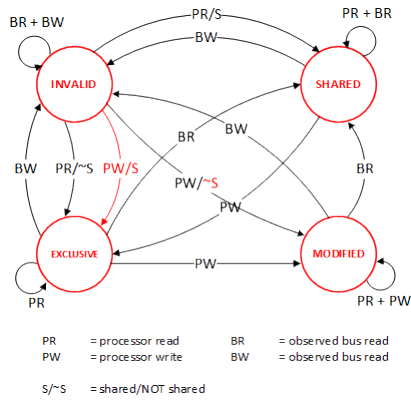 BR + BW
PR/S
PR + BR
BW
INVALID
SHARED
BR
BW
BW
PR/~S
PW/S
PW/~S
BR
PW
EXCLUSIVE
MODIFIED
PW
PR
PR + PW
PR = processor read BR = observed bus read
PW = processor write BW = observed bus read
S/~S = shared/NOT shared